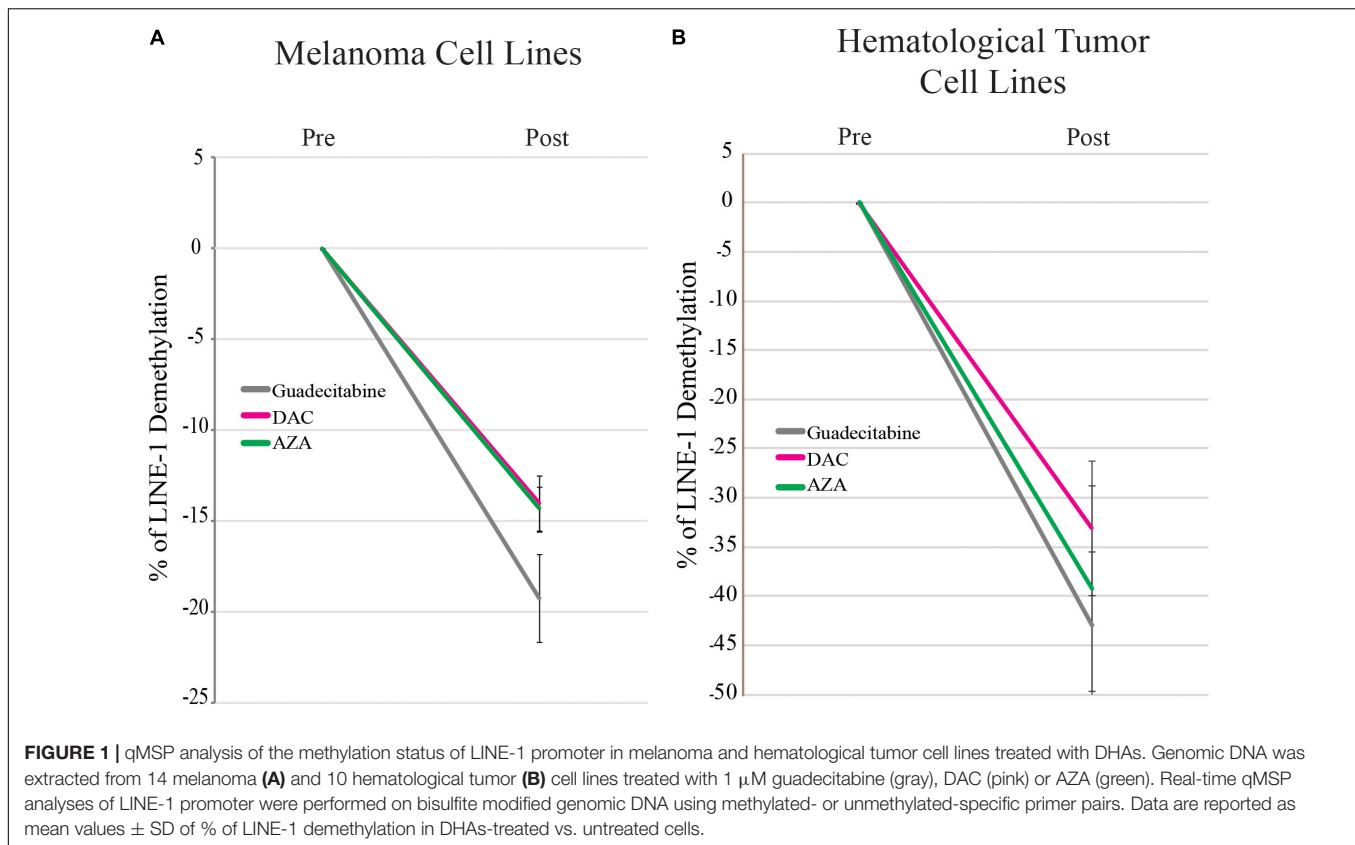 A
Melanoma Cell Lines
Pre
Post
5
0
-5
-10
-15
-20
-25
% of LINE-1 Demethylation
Guadecitabine
DAC
AZA
B
Hematological Tumor
Cell Lines
Pre
Post
5
0
-5
-10
-15
-20
-25
-30
-35
-40
-45
-50
% of LINE-1 Demethylation
Guadecitabine
DAC
AZA
FIGURE 1 | qMSP analysis of the methylation status of LINE-1 promoter in melanoma and hematological tumor cell lines treated with DHAs. Genomic DNA was
extracted from 14 melanoma (A) and 10 hematological tumor (B) cell lines treated with 1 μM guadecitabine (gray), DAC (pink) or AZA (green). Real-time qMSP
analyses of LINE-1 promoter were performed on bisulfite modified genomic DNA using methylated- or unmethylated-specific primer pairs. Data are reported as
mean values ± SD of % of LINE-1 demethylation in DHAs-treated vs. untreated cells.